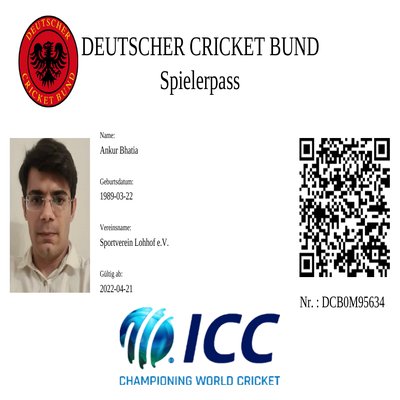 DEUTSCHER CRICKET BUND
DEUTSCHER CRICKET BUND
Spielerpass
Name:
Ankur Bhatia
Geburtsdatum:
1989-03-22
Vereinsname:
Sportverein Lohhof e.V.
Gültig ab:
2022-04-21
Nr. : DCB0M95634
ICC
CHAMPIONING WORLD CRICKET